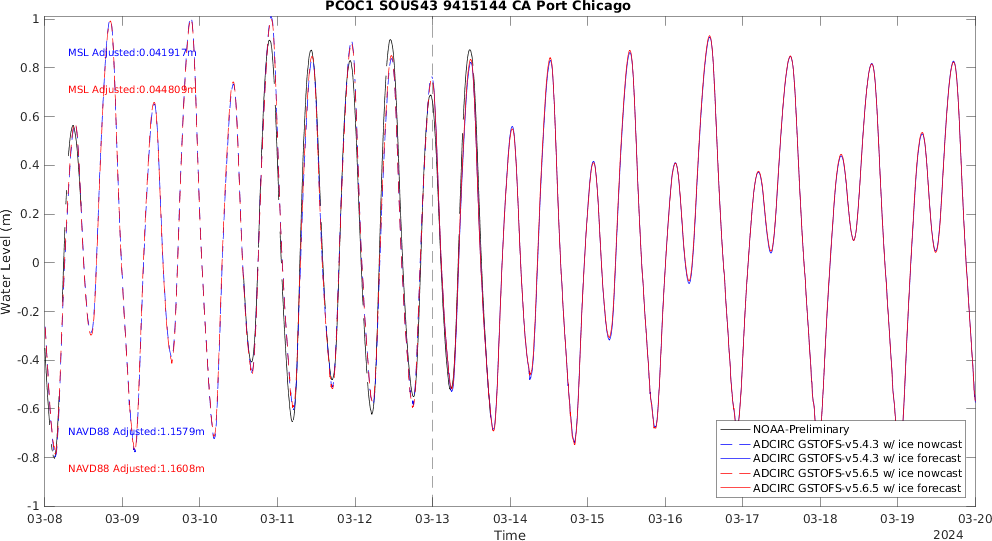 PCOC1 SOUS43 9415144 CA Port Chicago
Water Level (m)
1
0.8
0.6
0.4
0.2
0
-0.2
-0.4
-0.6
-0.8
-1
MSL Adjusted:0.041917m
MSL Adjusted:0.044809m
NAVD88 Adjusted:1.1579m
NAVD88 Adjusted:1.1608m
NOAA-Preliminary
ADCIRC GSTOFS-v5.4.3 w/ ice nowcast
ADCIRC GSTOFS-v5.4.3 w/ ice forecast
ADCIRC GSTOFS-v5.6.5 w/ ice nowcast
ADCIRC GSTOFS-v5.6.5 w/ ice forecast
03-08 03-09 03-10 03-11 03-12 03-13 03-14 03-15 03-16 03-17 03-18 03-19 03-20
Time
2024